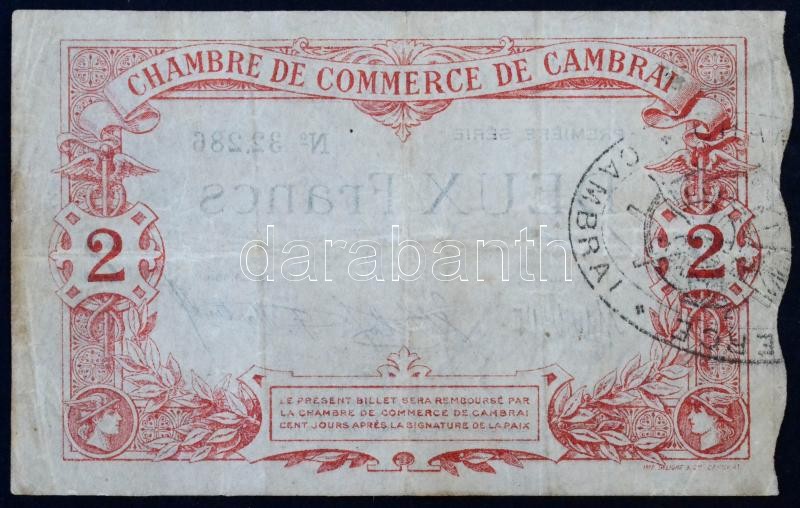 CHAMBRE DE COMMERCE DE CAMBRAI
PREMIÈRE SÉRIE
Nº 32,286
DEUX Francs
2
2
CAMBRAI
darabanth
LE PRÉSENT BILLET SERA REMBOURSÉ PAR
LA CHAMBRE DE COMMERCE DE CAMBRAI
CENT JOURS APRÈS LA SIGNATURE DE LA PAIX